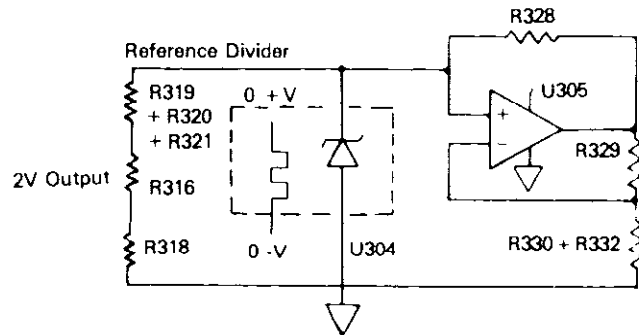 R328
Reference Divider
R319
+ R320
+ R321
0 +V
U305
+
−
R329
2V Output
R316
R318
0 -V
U304
R330 + R332